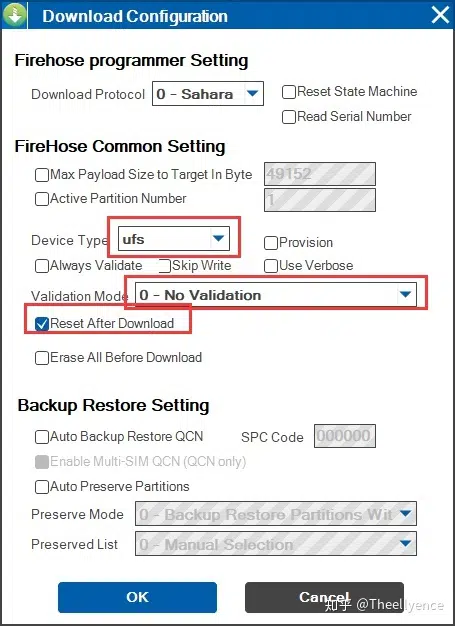 Download Configuration
Firehose programmer Setting
Download Protocol 0 - Sahara Reset State Machine
Read Serial Number
FireHose Common Setting
Max Payload Size to Target In Byte 49152
Active Partition Number 1
Device Type ufs Provision
Always Validate Skip Write Use Verbose
Validation Mode 0 - No Validation
Reset After Download
Erase All Before Download
Backup Restore Setting
Auto Backup Restore QCN SPC Code 000000
Enable Multi-SIM QCN (QCN only)
Auto Preserve Partitions
Preserve Mode 0 - Backup Restore Partitions Wit
Preserved List 0 - Manual Selection
OK Cancel
知乎 @Theellyence